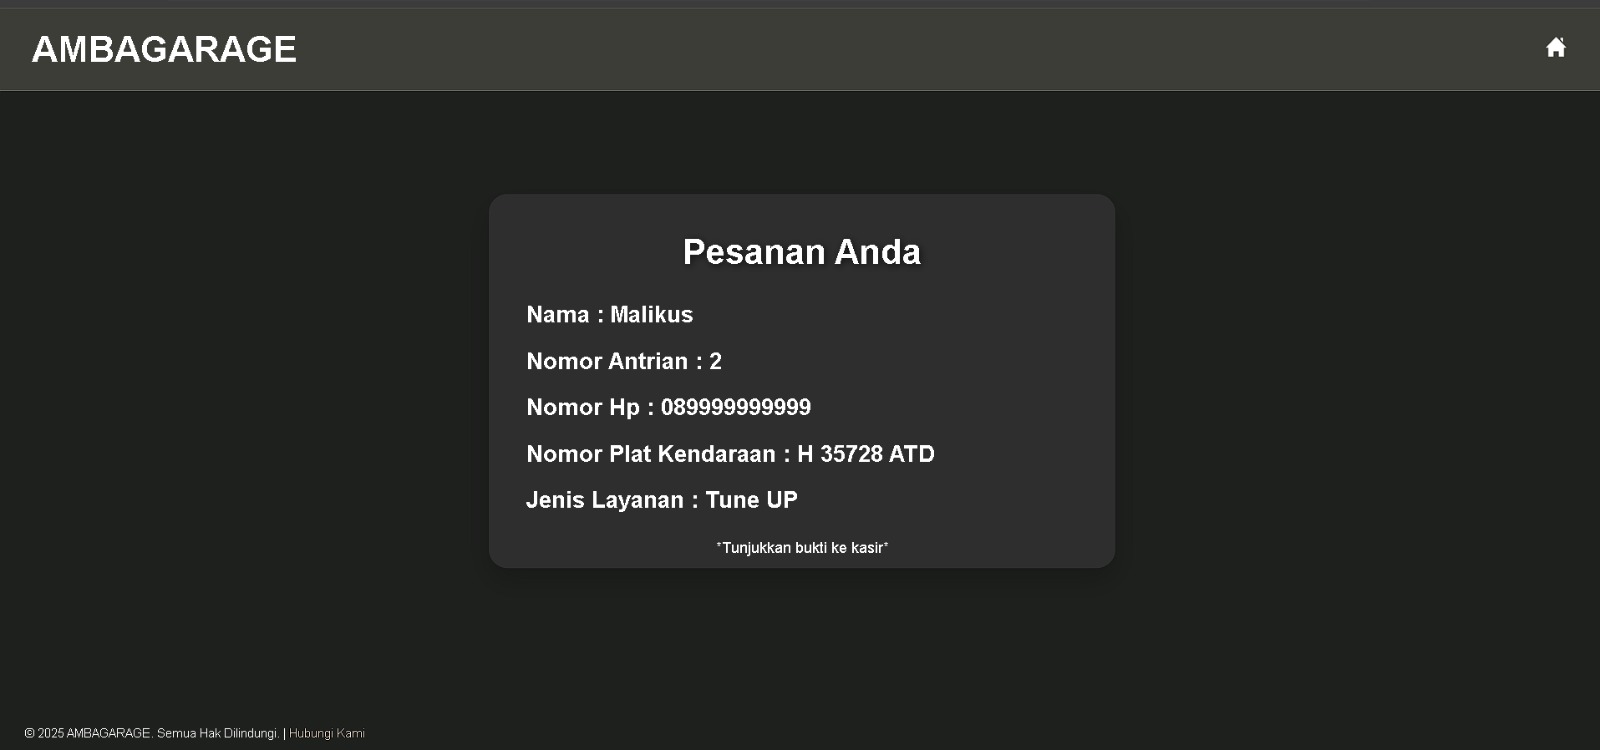 AMBAGARAGE
Pesanan Anda
Nama : Malikus
Nomor Antrian : 2
Nomor Hp : 089999999999
Nomor Plat Kendaraan : H 35728 ATD
Jenis Layanan : Tune UP
*Tunjukkan bukti ke kasir*
© 2025 AMBAGARAGE. Semua Hak Dilindungi. | Hubungi Kami